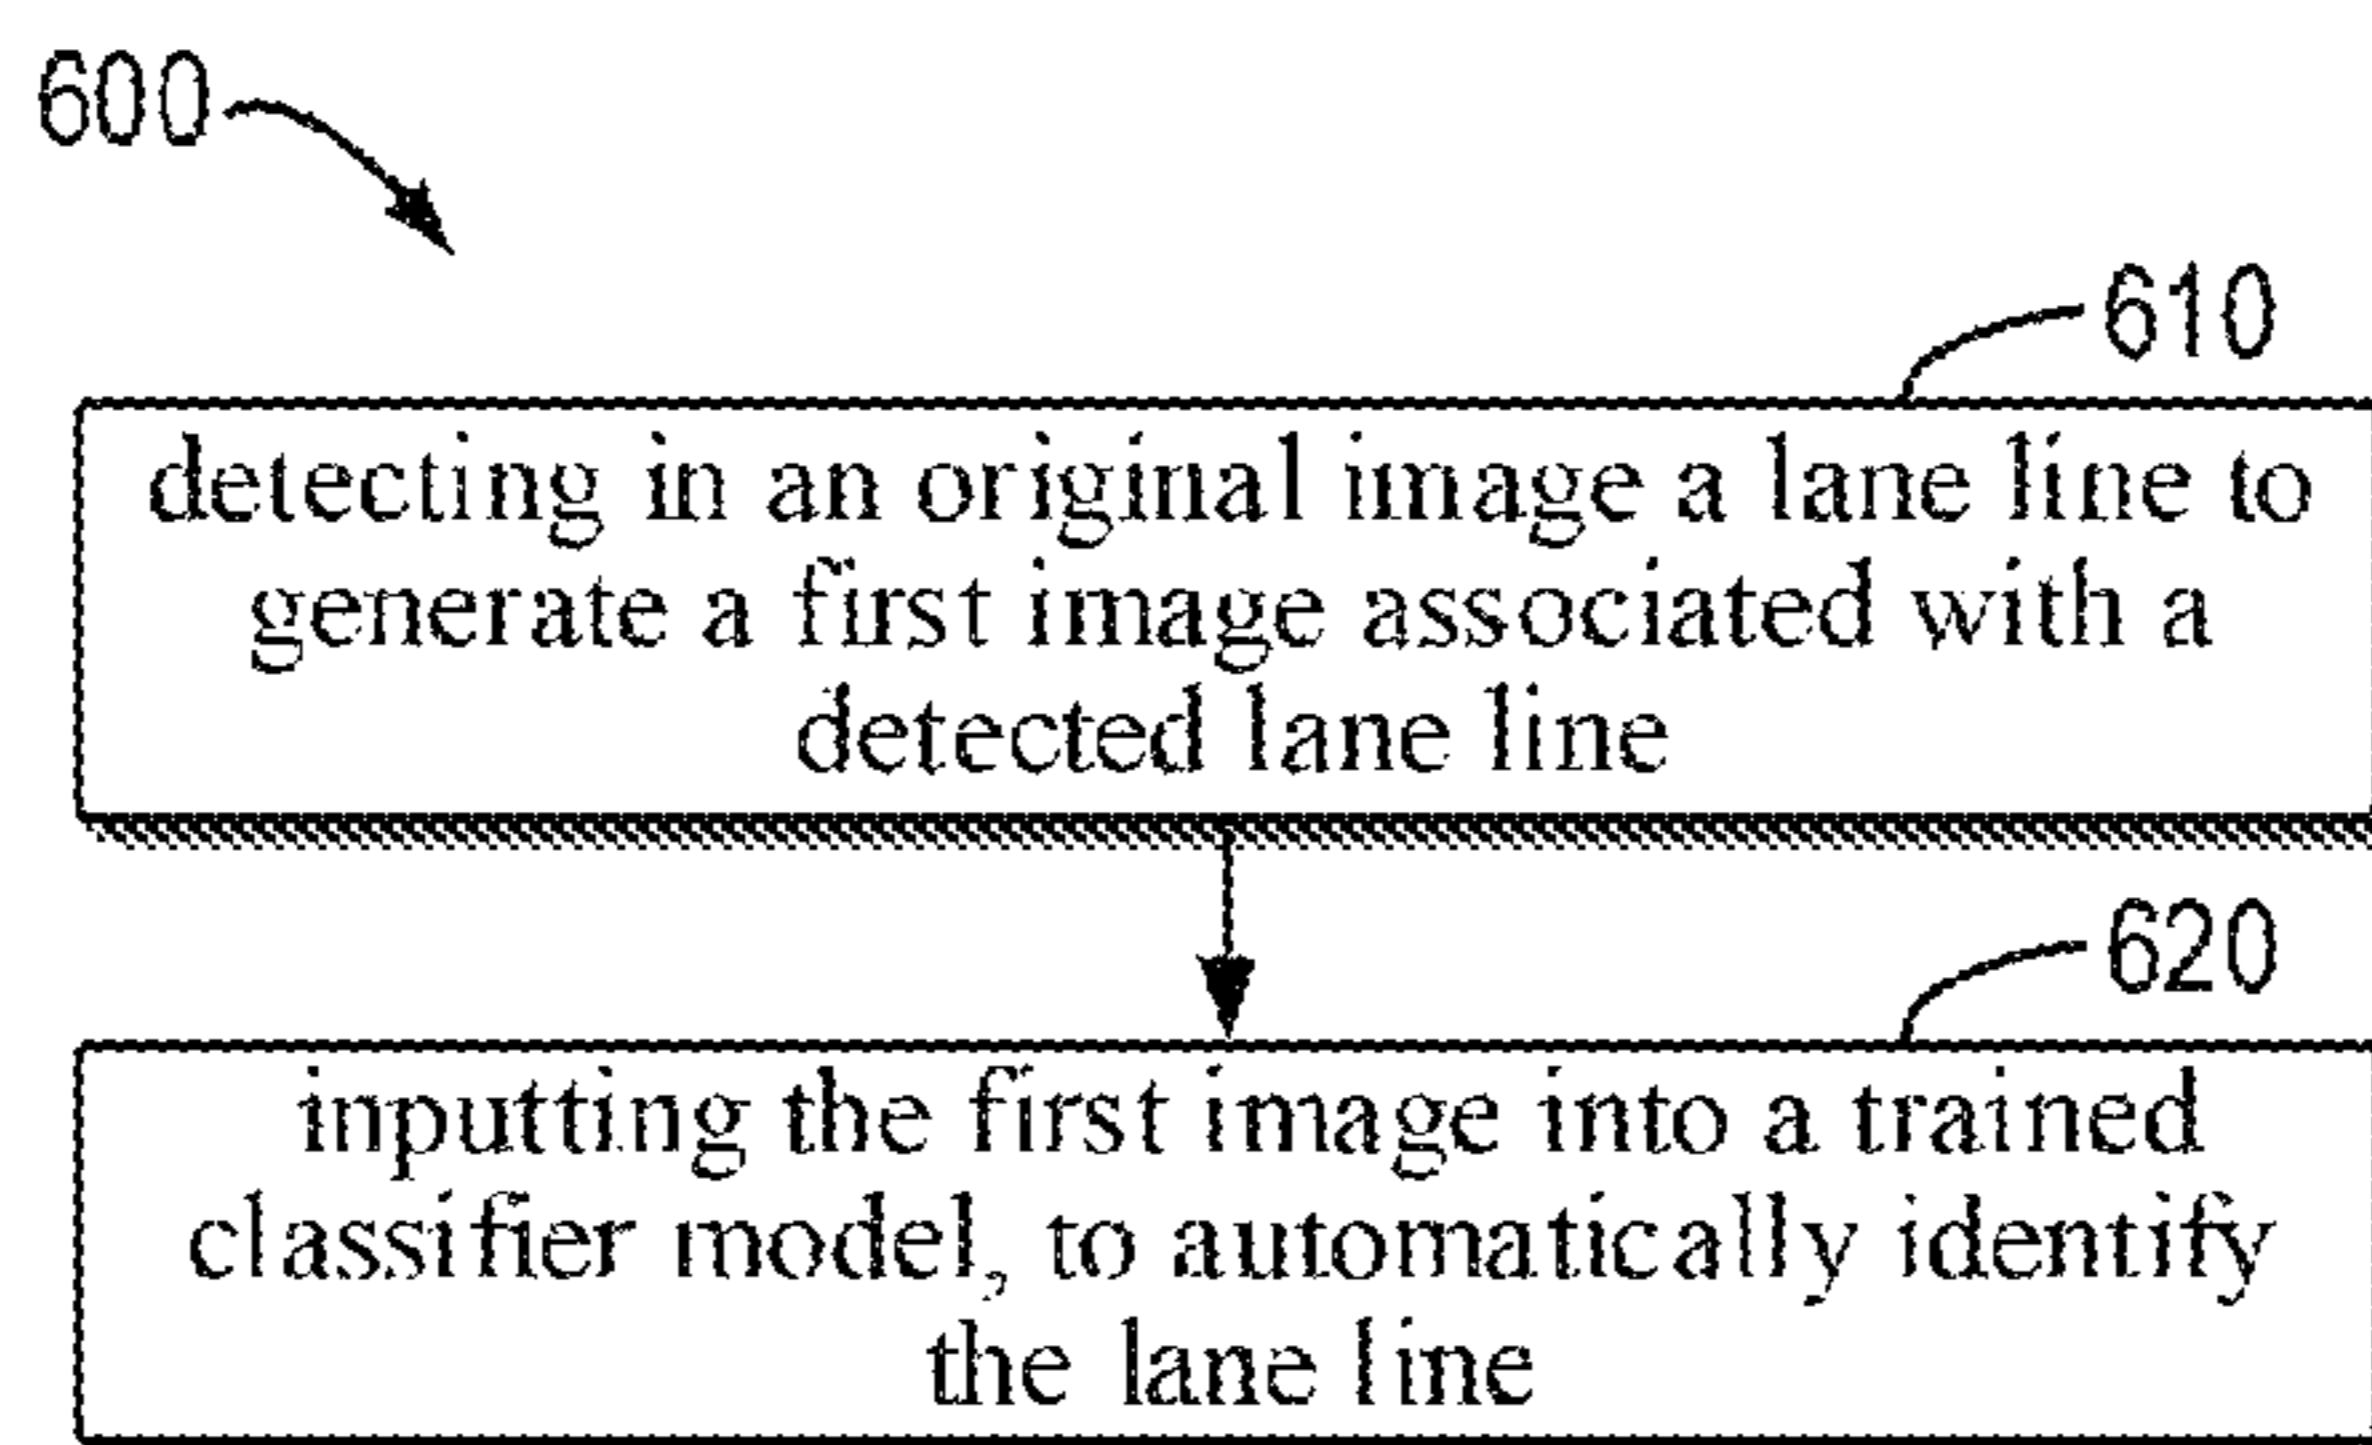 600
610
detecting in an original image a lane line to
generate a first image associated with a
detected lane line
620
inputting the first image into a trained
classifier model, to automatically identify
the lane line